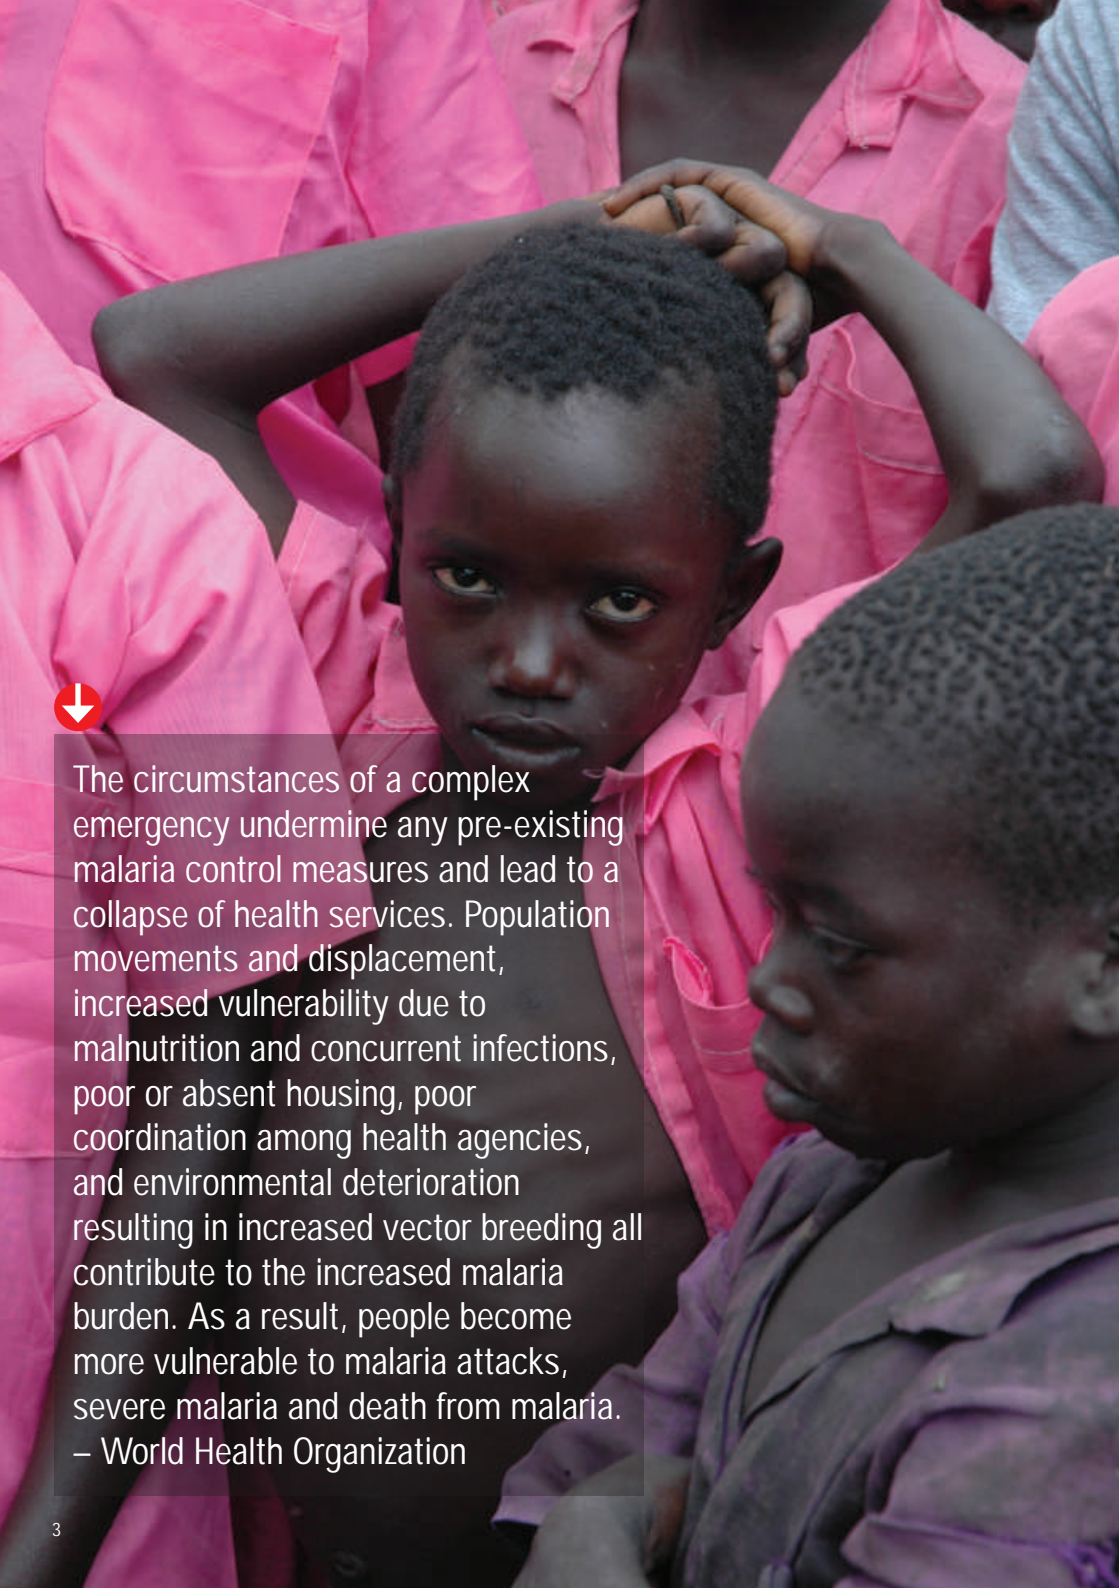 The circumstances of a complex
emergency undermine any pre-existing
malaria control measures and lead to a
collapse of health services. Population
movements and displacement,
increased vulnerability due to
malnutrition and concurrent infections,
poor or absent housing, poor
coordination among health agencies,
and environmental deterioration
resulting in increased vector breeding all
contribute to the increased malaria
burden. As a result, people become
more vulnerable to malaria attacks,
severe malaria and death from malaria.
– World Health Organization
3